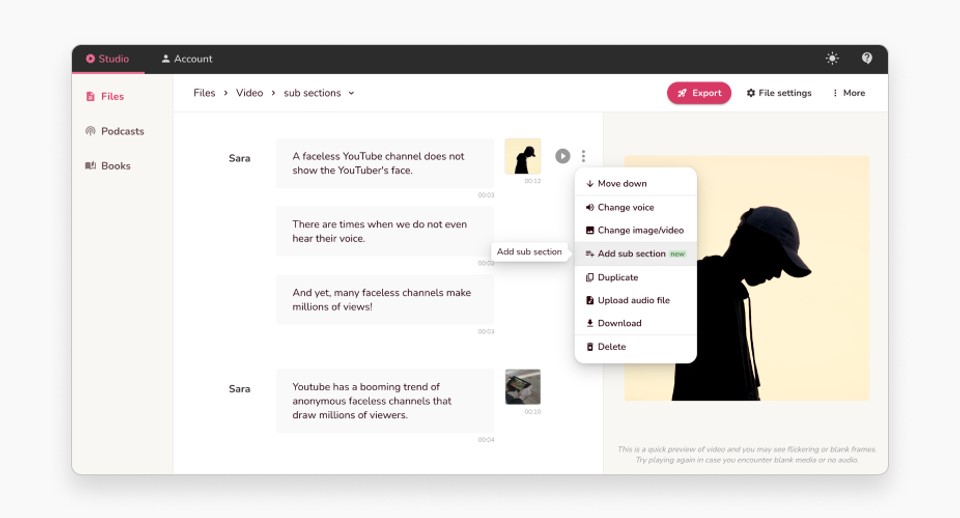 Studio
Account
Files
Podcasts
Books
Files > Video > sub sections
Export
File settings
More
Sara
A faceless YouTube channel does not
show the YouTuber's face.
00:12
00:03
There are times when we do not even
hear their voice.
00:02
And yet, many faceless channels make
millions of views!
00:03
Sara
Youtube has a booming trend of
anonymous faceless channels that
draw millions of viewers.
00:10
00:04
Add sub section
Move down
Change voice
Change image/video
Add sub section new
Duplicate
Upload audio file
Download
Delete
This is a quick preview of video and you may see flickering or blank frames.
Try playing again in case you encounter blank media or no audio.